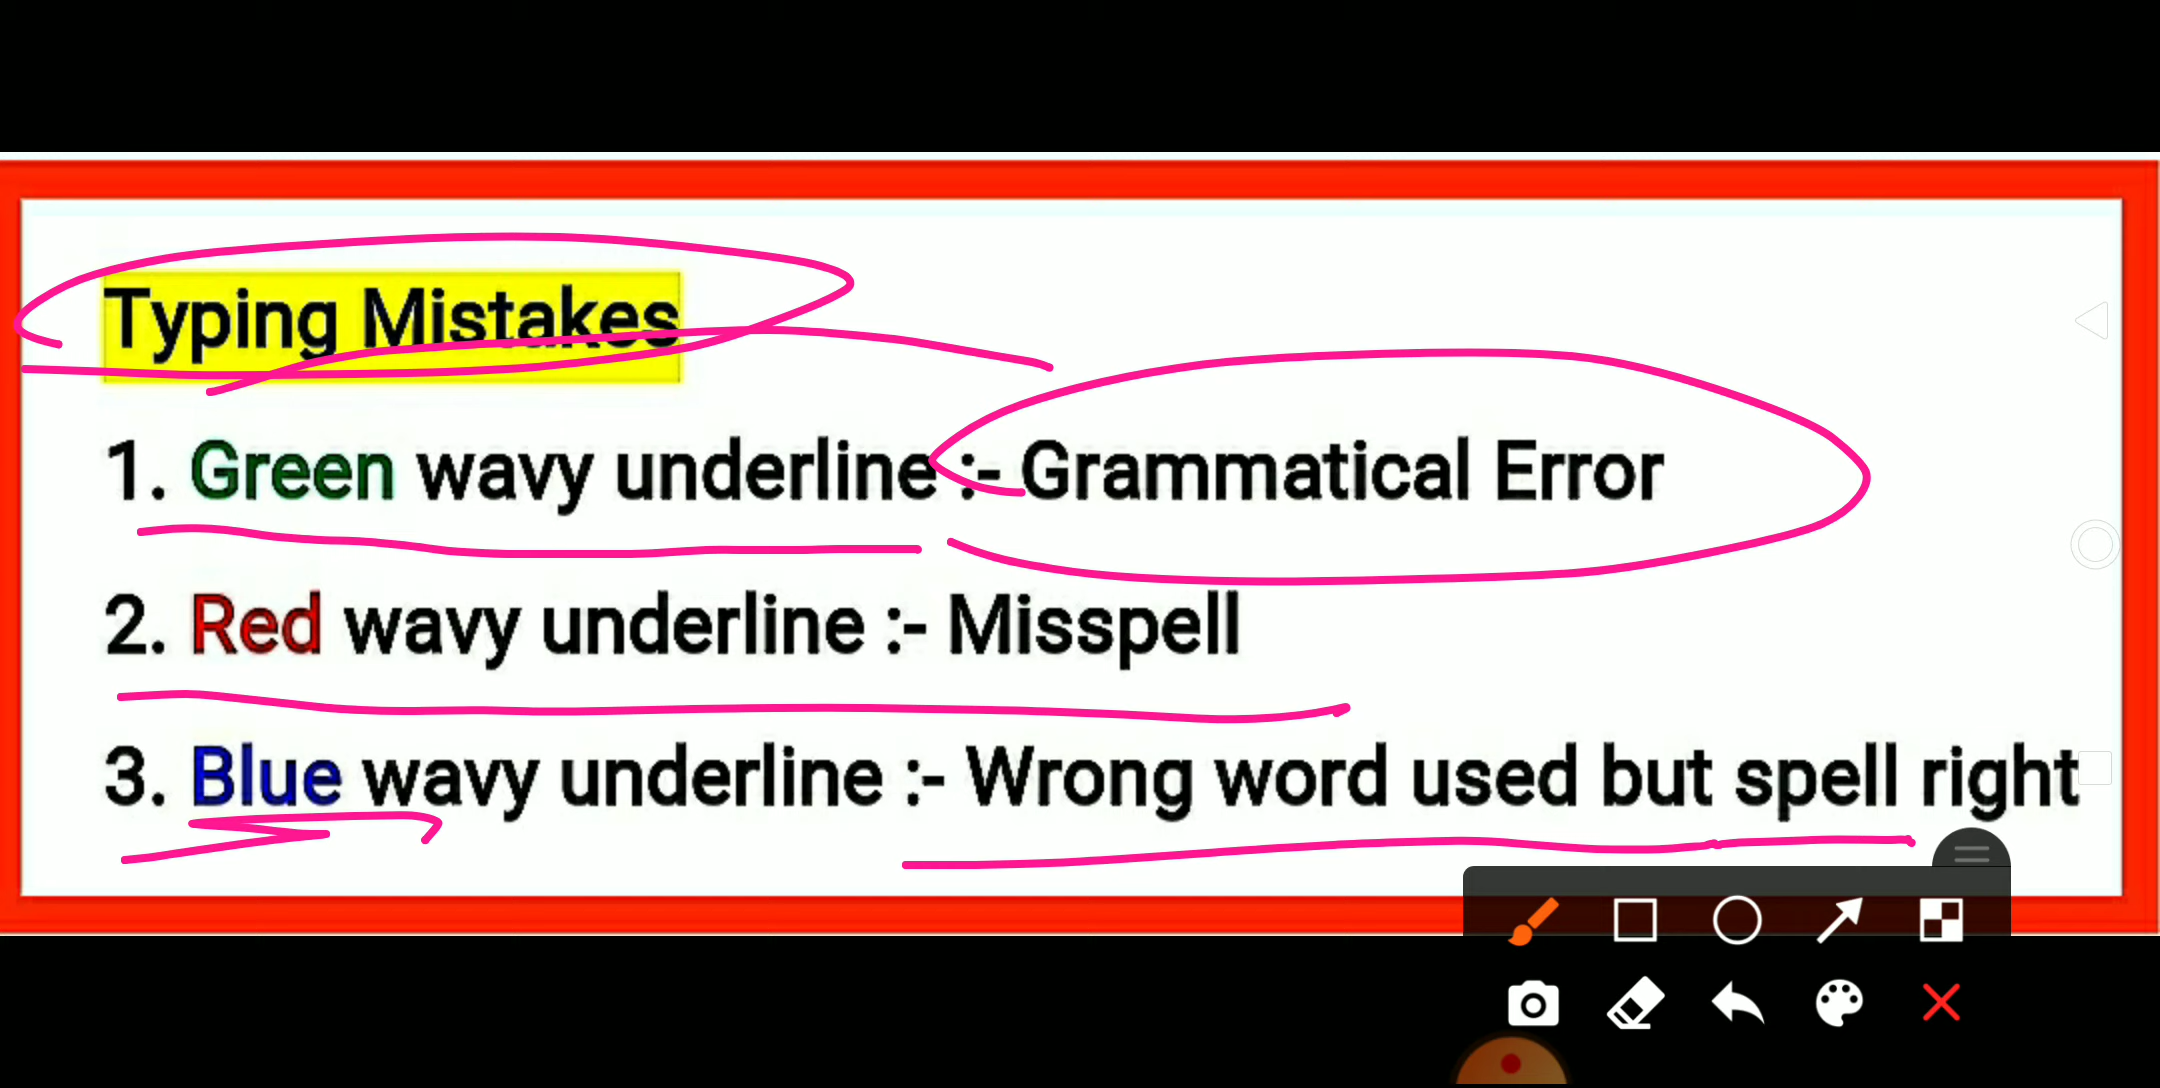 Typing Mistakes
1. Green wavy underline :- Grammatical Error
2. Red wavy underline :- Misspell
3. Blue wavy underline :- Wrong word used but spell right